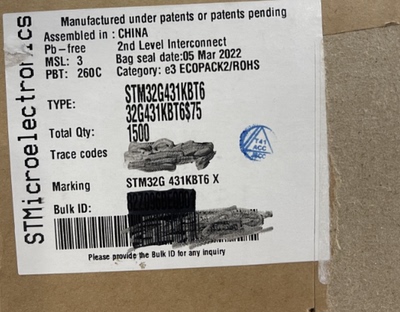 STMicroelectronics
Manufactured under patents or patents pending
Assembled in : CHINA
Pb-free 2nd Level Interconnect
MSL: 3 Bag seal date:05 Mar 2022
PBT: 260C Category: e3 ECOPACK2/ROHS
TYPE: STM32G431KBT6
32G431KBT6$75
Total Qty: 1500
Trace codes
T41
ACC
Marking STM32G 431KBT6 X
Bulk ID:
Please provide the Bulk ID for any inquiry